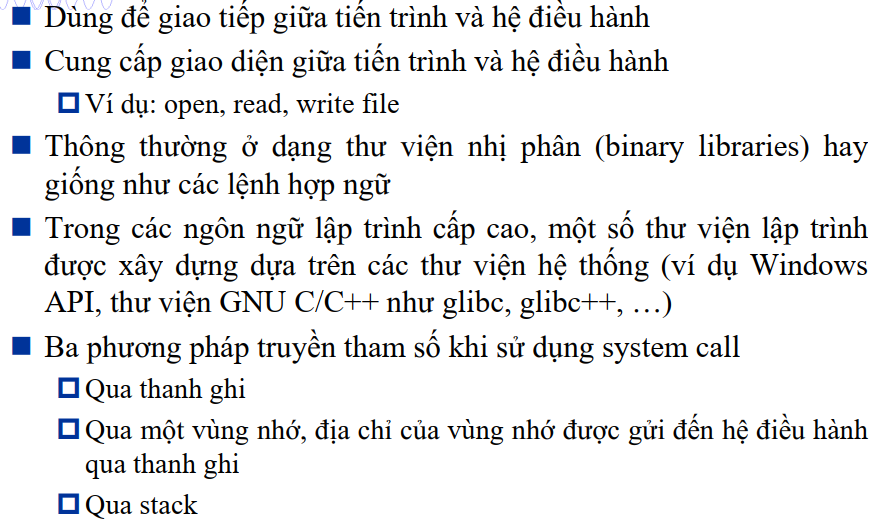 Dùng để giao tiếp giữa tiến trình và hệ điều hành
Cung cấp giao diện giữa tiến trình và hệ điều hành
Ví dụ: open, read, write file
Thông thường ở dạng thư viện nhị phân (binary libraries) hay
giống như các lệnh hợp ngữ
Trong các ngôn ngữ lập trình cấp cao, một số thư viện lập trình
được xây dựng dựa trên các thư viện hệ thống (ví dụ Windows
API, thư viện GNU C/C++ như glibc, glibc++, …)
Ba phương pháp truyền tham số khi sử dụng system call
Qua thanh ghi
Qua một vùng nhớ, địa chỉ của vùng nhớ được gửi đến hệ điều hành
qua thanh ghi
Qua stack